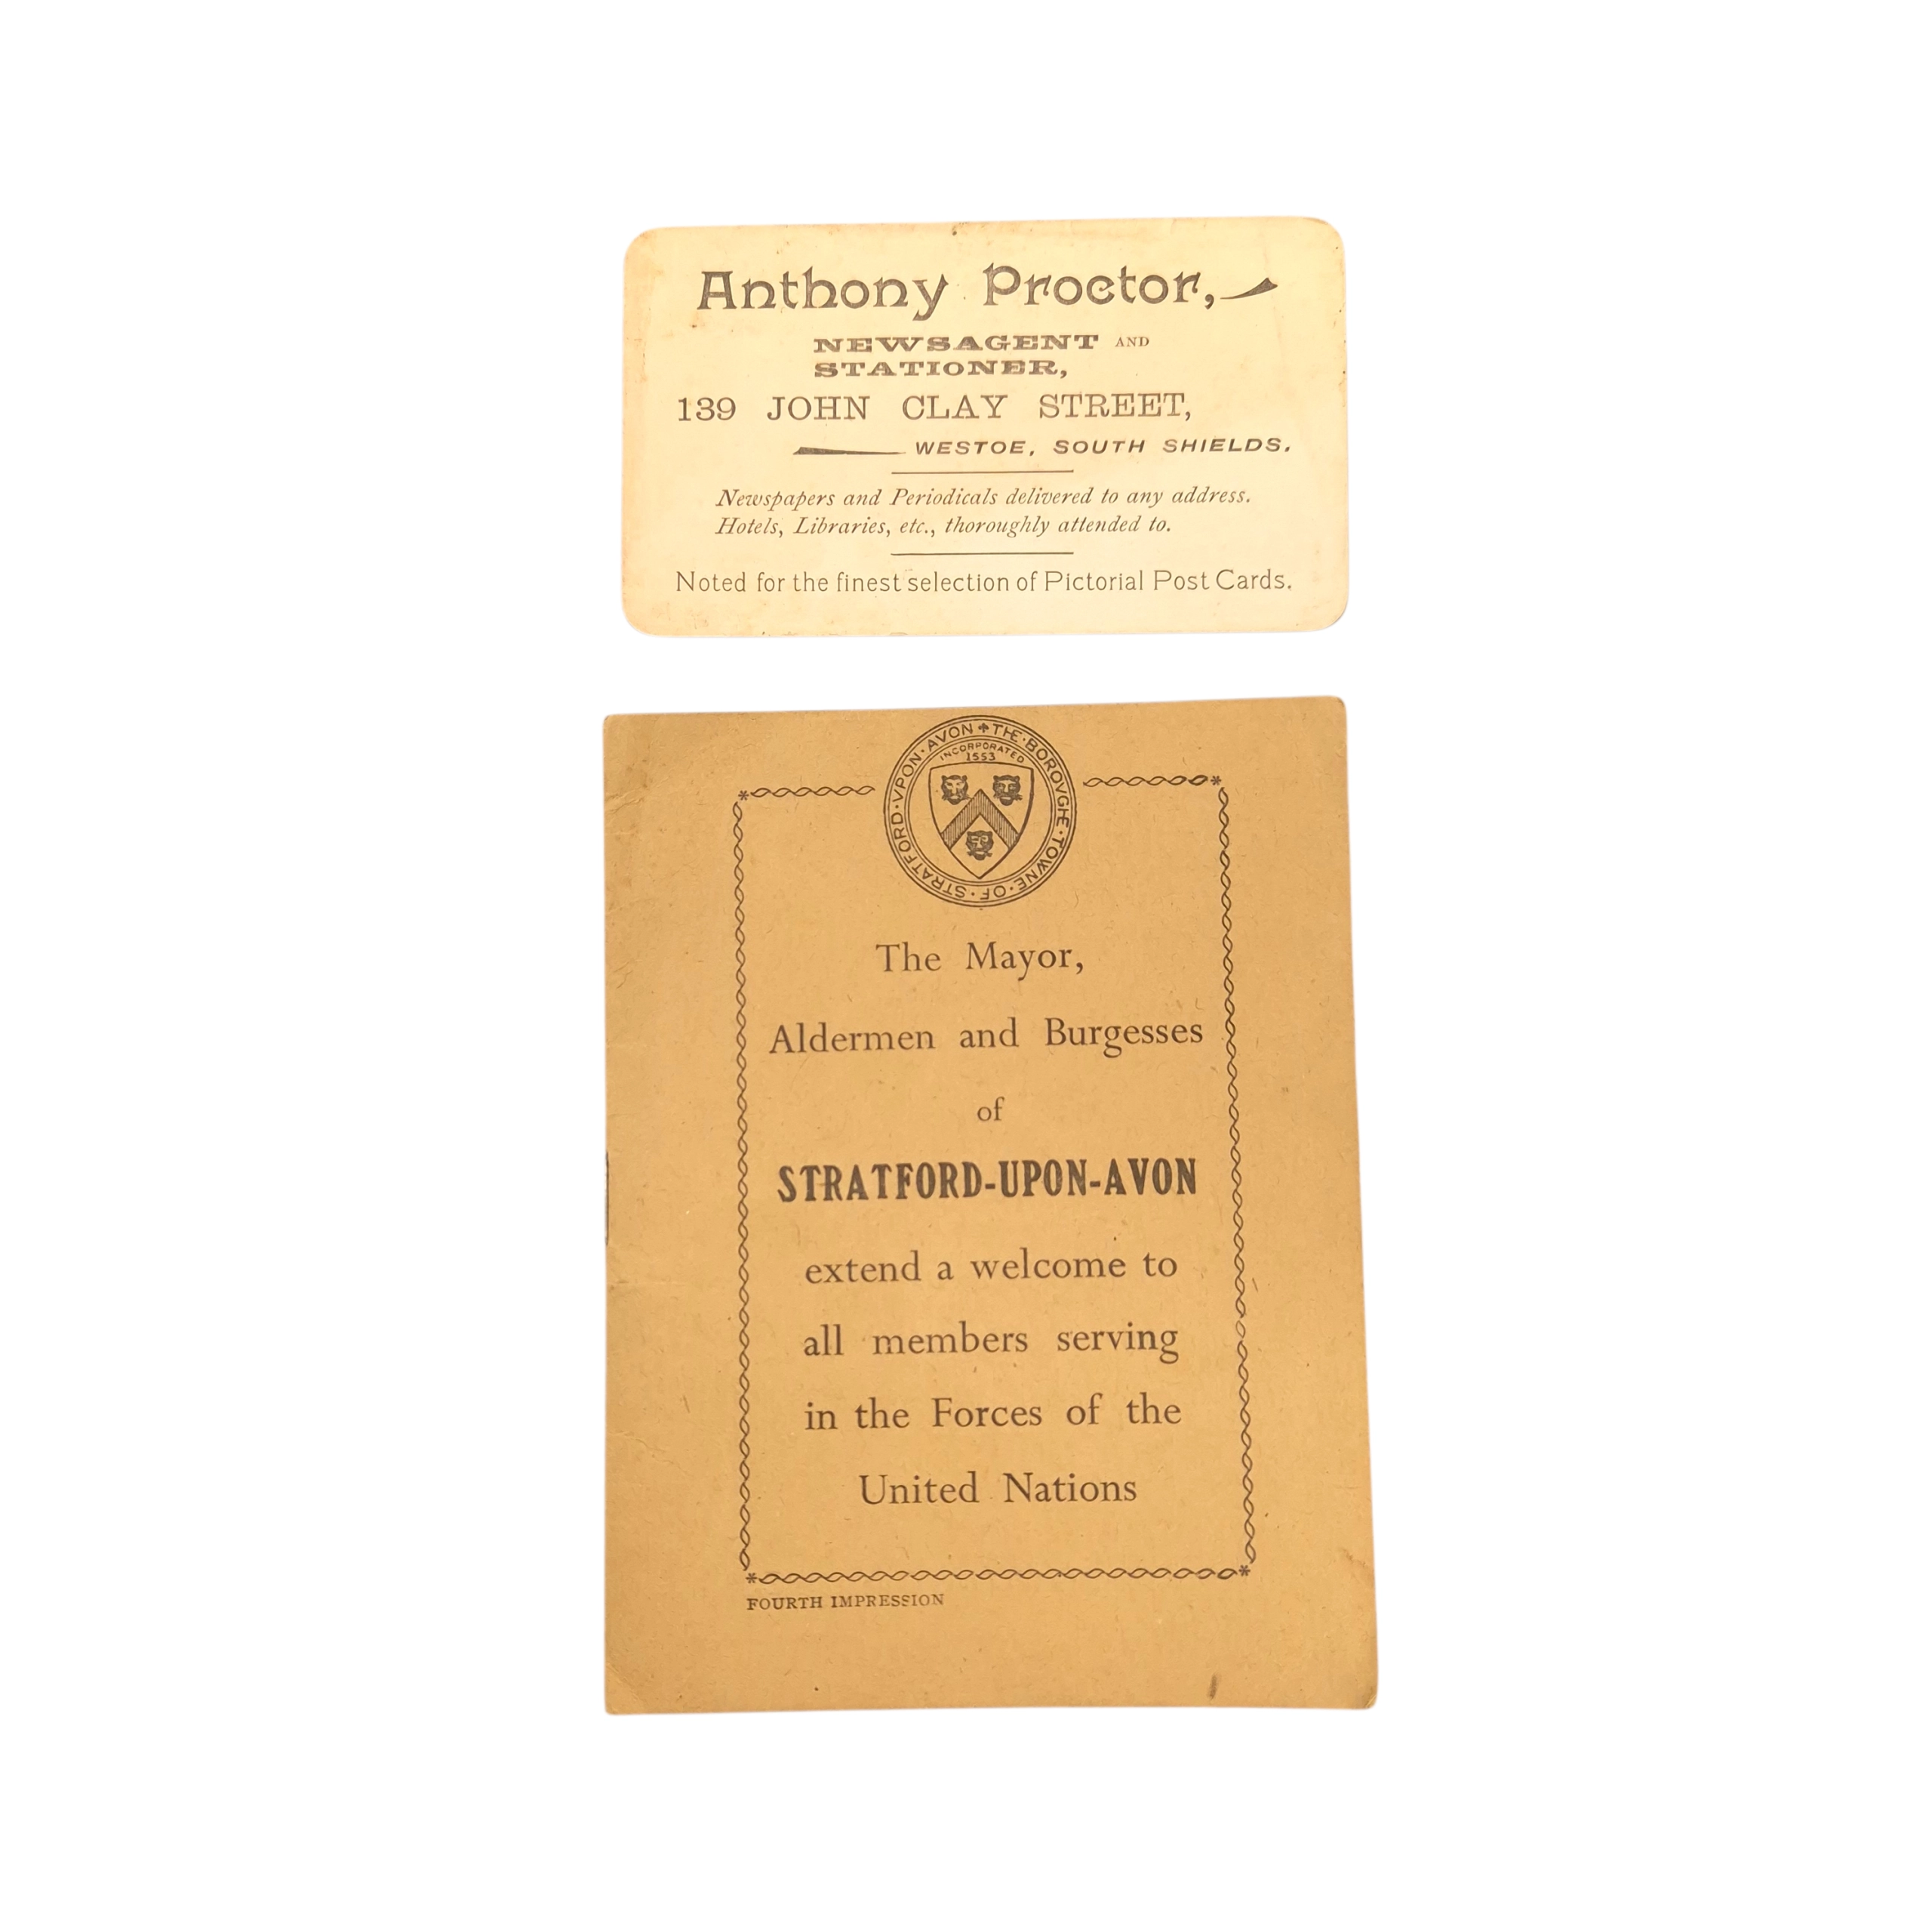 Anthony Proctor,
NEWSAGENT AND
STATIONER,
139 JOHN CLAY STREET,
WESTOE, SOUTH SHIELDS.
Newspapers and Periodicals delivered to any address.
Hotels, Libraries, etc., thoroughly attended to.
Noted for the finest selection of Pictorial Post Cards.
THE·BOROVGHE·TOWNE·OF·STRATFORD·VPON·AVON
INCORPORATED
1553
The Mayor,
Aldermen and Burgesses
of
STRATFORD-UPON-AVON
extend a welcome to
all members serving
in the Forces of the
United Nations
FOURTH IMPRESSION